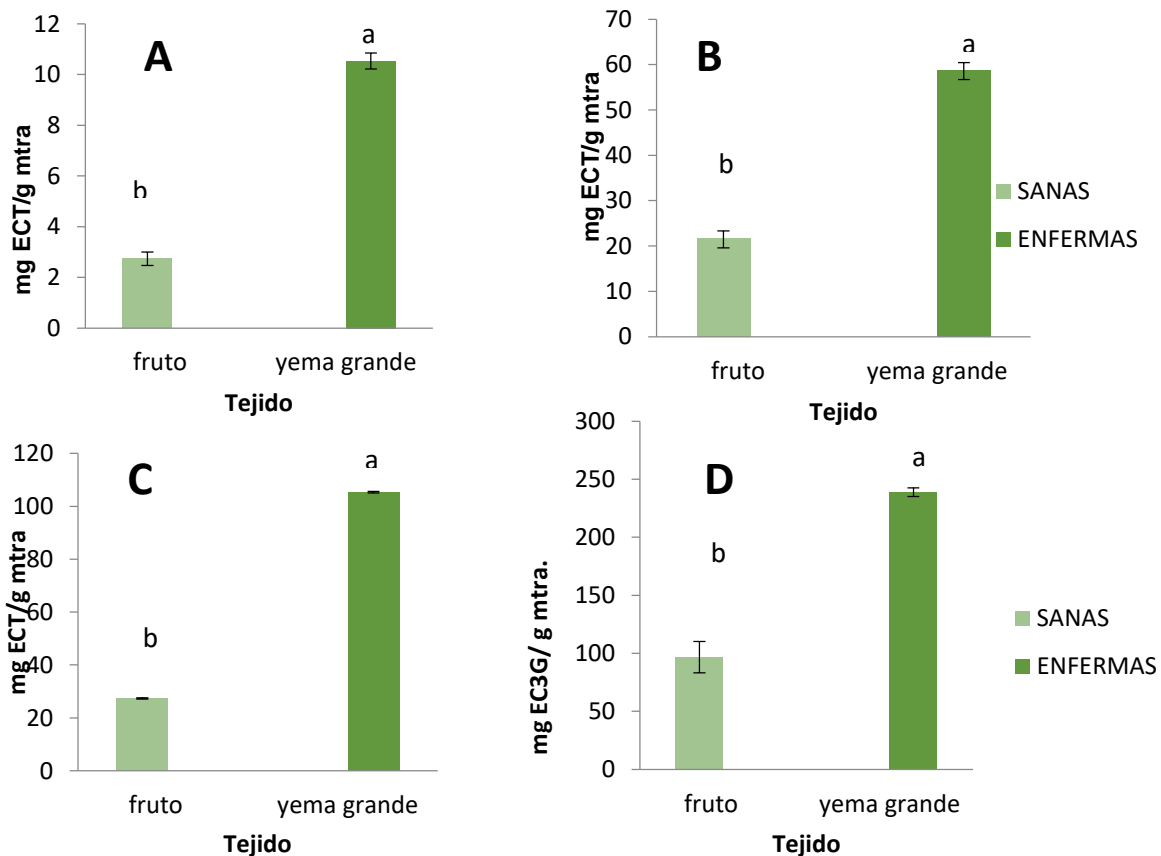 A
mg ECT/g mtra
12
10
8
6
4
2
0
b
a
fruto
yema grande
Tejido
B
mg ECT/g mtra
70
60
50
40
30
20
10
0
b
a
fruto
yema grande
Tejido
SANAS
ENFERMAS
C
mg ECT/g mtra
120
100
80
60
40
20
0
b
a
fruto
yema grande
Tejido
D
mg EC3G/ g mtra.
300
250
200
150
100
50
0
b
a
fruto
yema grande
Tejido
SANAS
ENFERMAS